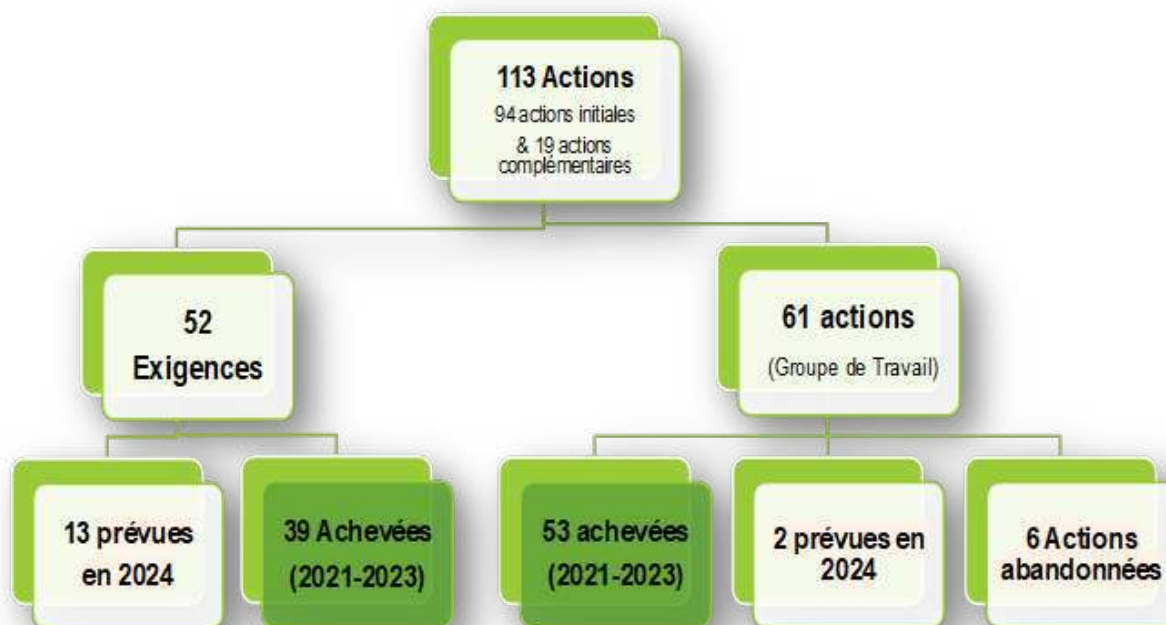 113 Actions
94 actions initiales
& 19 actions
complémentaires
52
Exigences
61 actions
(Groupe de Travail)
13 prévues
en 2024
39 Achevées
(2021-2023)
53 achevées
(2021-2023)
2 prévues en
2024
6 Actions
abandonnées